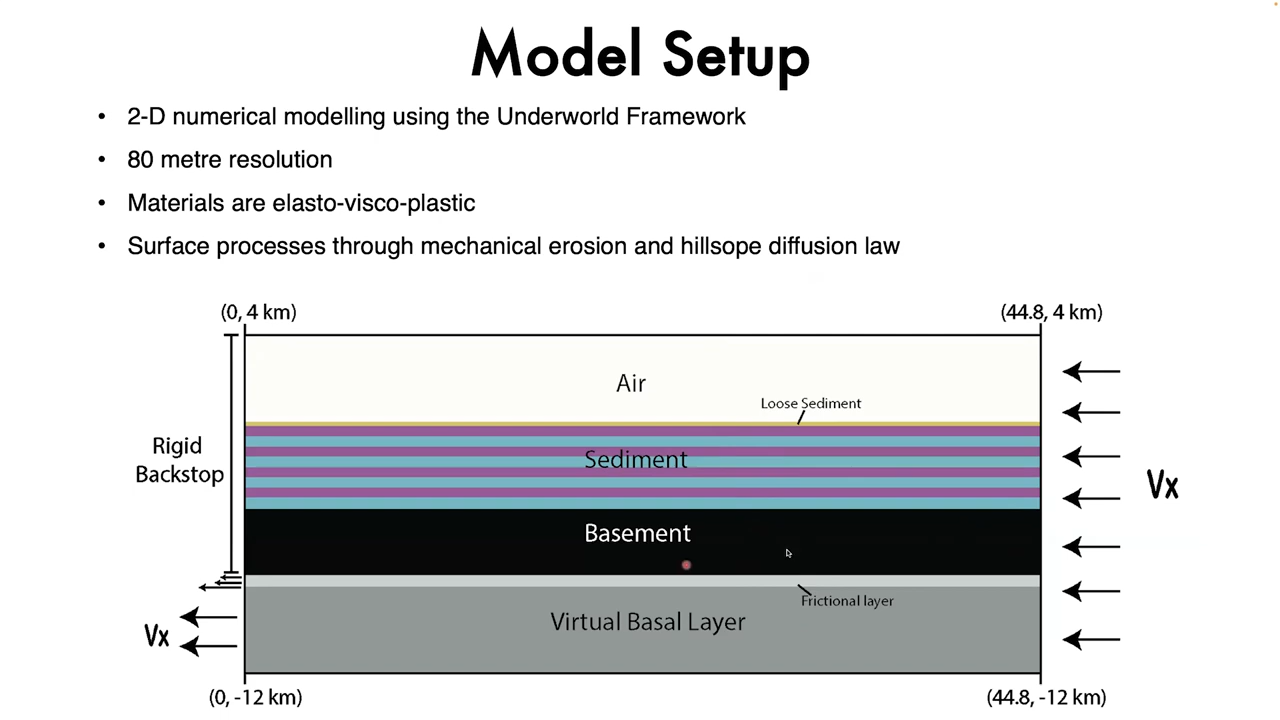 Model Setup
• 2-D numerical modelling using the Underworld Framework
• 80 metre resolution
• Materials are elasto-visco-plastic
• Surface processes through mechanical erosion and hillsope diffusion law
(0, 4 km)
(44.8, 4 km)
Air
Loose Sediment
Rigid
Backstop
Sediment
Vx
Basement
Frictional layer
Virtual Basal Layer
Vx
(0, -12 km)
(44.8, -12 km)